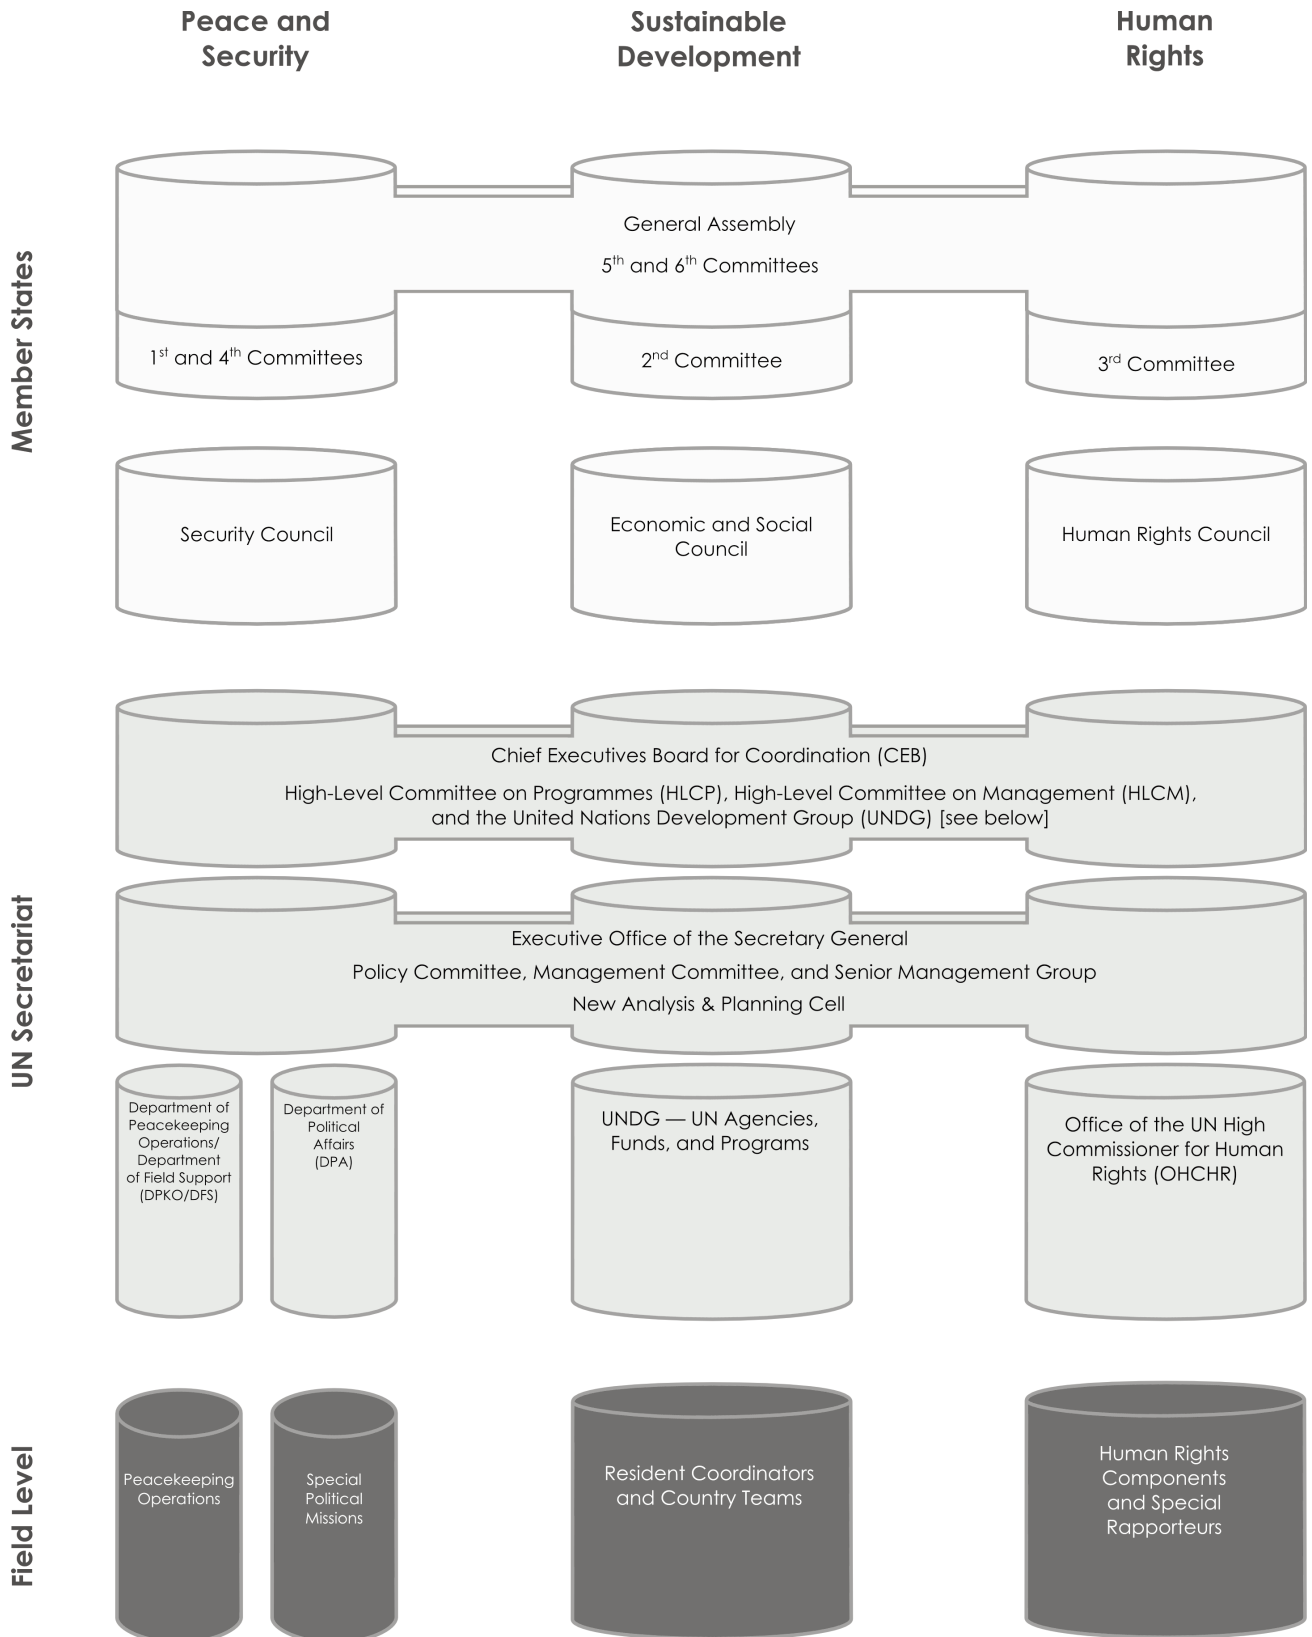 Peace and
Security
Sustainable
Development
Human
Rights
Member States
General Assembly
5th and 6th Committees
1st and 4th Committees
2nd Committee
3rd Committee
Security Council
Economic and Social
Council
Human Rights Council
UN Secretariat
Chief Executives Board for Coordination (CEB)
High-Level Committee on Programmes (HLCP), High-Level Committee on Management (HLCM),
and the United Nations Development Group (UNDG) [see below]
Executive Office of the Secretary General
Policy Committee, Management Committee, and Senior Management Group
New Analysis & Planning Cell
Department of
Peacekeeping
Operations/
Department
of Field Support
(DPKO/DFS)
Department of
Political
Affairs
(DPA)
UNDG — UN Agencies,
Funds, and Programs
Office of the UN High
Commissioner for Human
Rights (OHCHR)
Field Level
Peacekeeping
Operations
Special
Political
Missions
Resident Coordinators
and Country Teams
Human Rights
Components
and Special
Rapporteurs